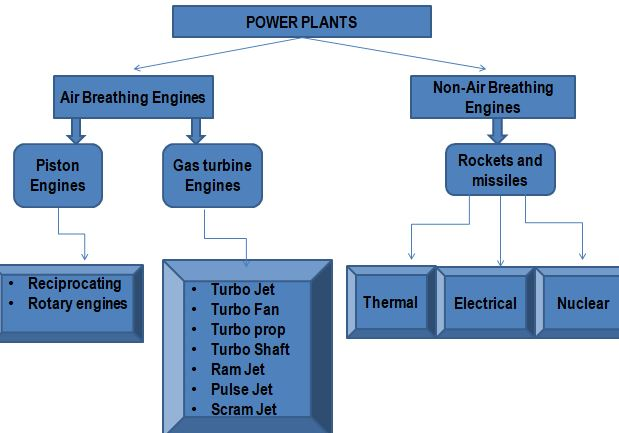 POWER PLANTS
Air Breathing Engines
Non-Air Breathing
Engines
Piston
Engines
Gas turbine
Engines
Rockets and
missiles
• Reciprocating
• Rotary engines
• Turbo Jet
• Turbo Fan
• Turbo prop
• Turbo Shaft
• Ram Jet
• Pulse Jet
• Scram Jet
Thermal
Electrical
Nuclear